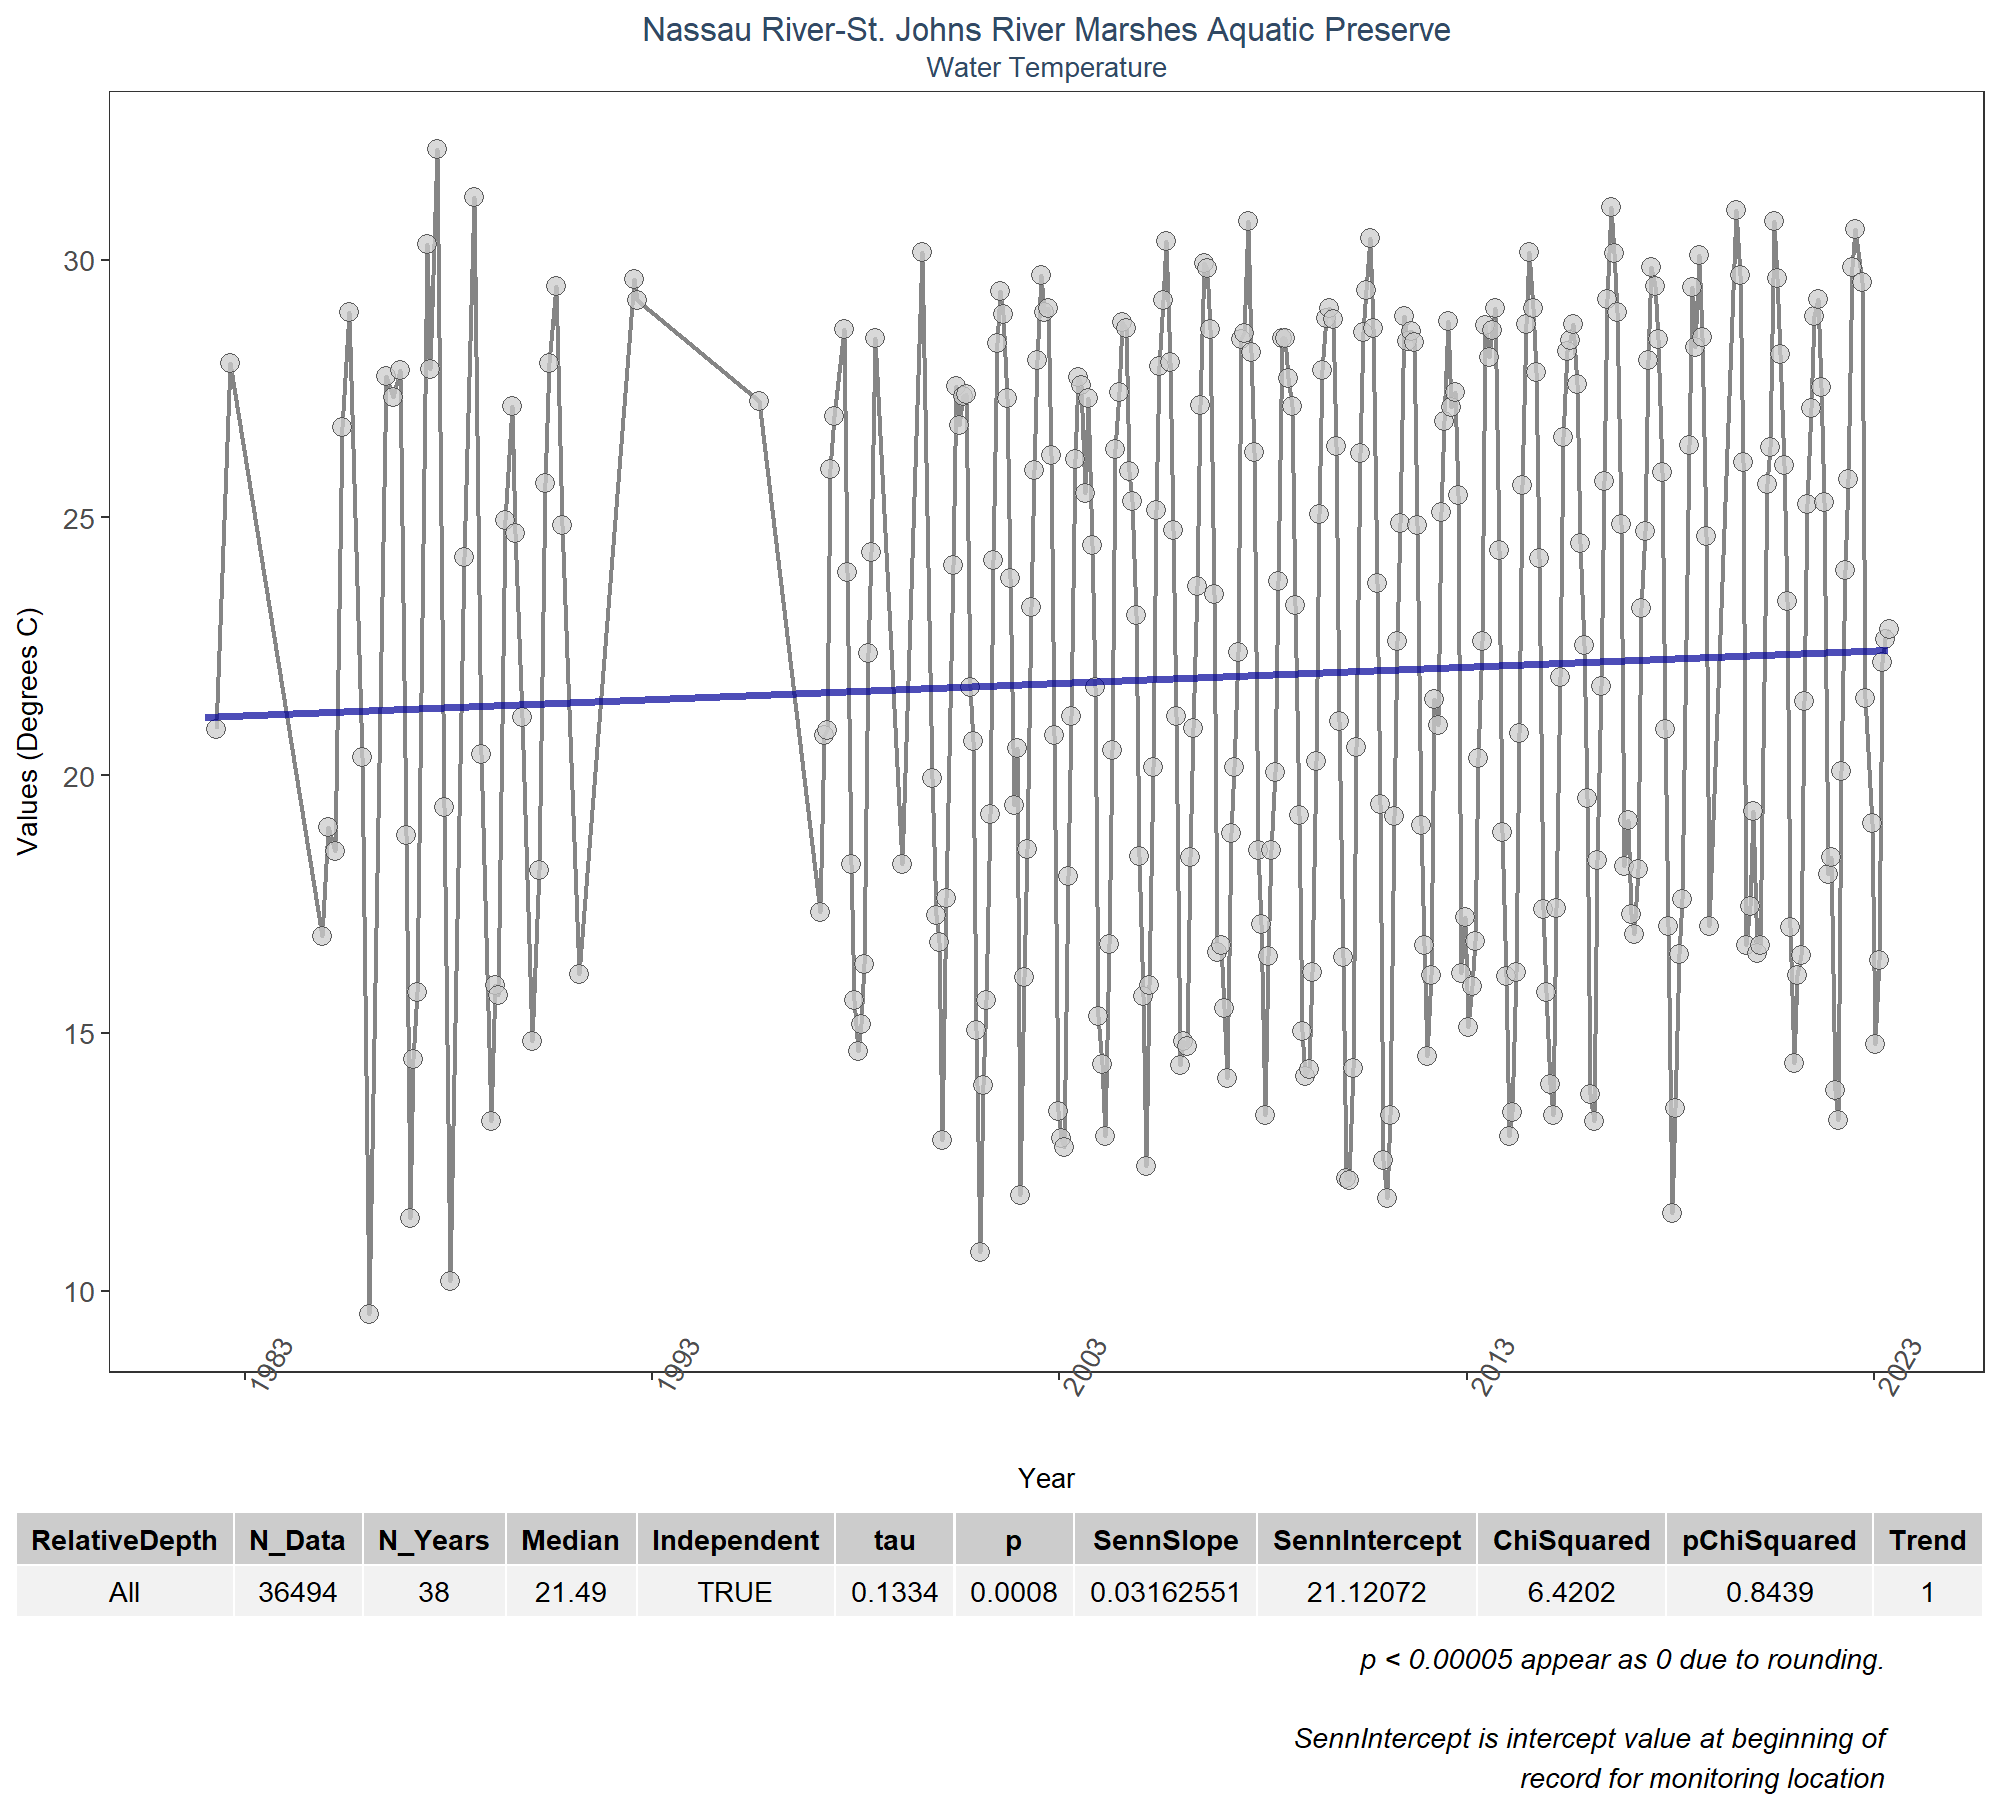 Nassau River-St. Johns River Marshes Aquatic Preserve
Water Temperature
Values (Degrees C)
30
25
20
15
10
1983
1993
2003
2013
2023
Year
RelativeDepth N_Data N_Years Median Independent tau p SennSlope SennIntercept ChiSquared pChiSquared Trend
All 36494 38 21.49 TRUE 0.1334 0.0008 0.03162551 21.12072 6.4202 0.8439 1
p < 0.00005 appear as 0 due to rounding.
SennIntercept is intercept value at beginning of
record for monitoring location